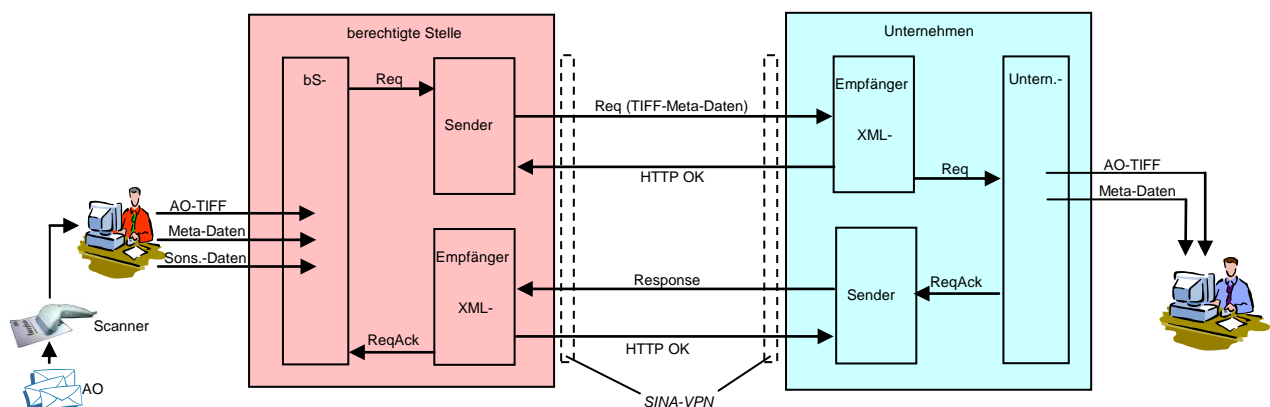 berechtigte Stelle
Unternehmen
bS-
Req
Sender
Req (TIFF-Meta-Daten)
HTTP OK
Empfänger
XML-
Req
Untern.-
AO-TIFF
Meta-Daten
AO-TIFF
Meta-Daten
Sons.-Daten
Scanner
AO
Empfänger
XML-
ReqAck
Response
HTTP OK
Sender
ReqAck
SINA-VPN